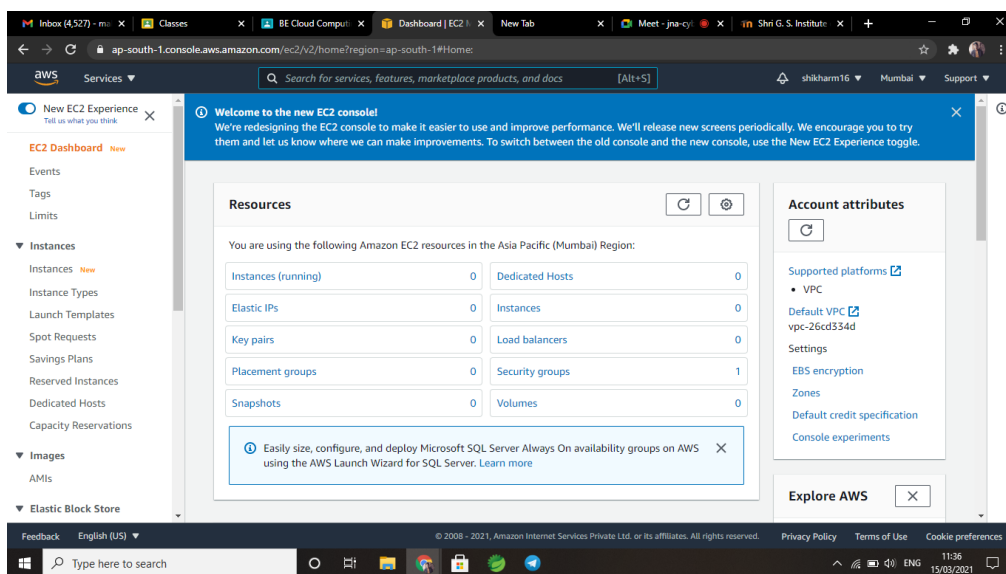 Inbox (4,527) - ma
Classes
BE Cloud Computi
Dashboard | EC2 M
New Tab
Meet - jna-cyt
Shri G. S. Institute
ap-south-1.console.aws.amazon.com/ec2/v2/home?region=ap-south-1#Home:
aws
Services
Search for services, features, marketplace products, and docs
[Alt+S]
shikharm16
Mumbai
Support
New EC2 Experience
Tell us what you think
EC2 Dashboard New
Events
Tags
Limits
Instances
Instances New
Instance Types
Launch Templates
Spot Requests
Savings Plans
Reserved Instances
Dedicated Hosts
Capacity Reservations
Images
AMIs
Elastic Block Store
Welcome to the new EC2 console!
We're redesigning the EC2 console to make it easier to use and improve performance. We'll release new screens periodically. We encourage you to try
them and let us know where we can make improvements. To switch between the old console and the new console, use the New EC2 Experience toggle.
Resources
You are using the following Amazon EC2 resources in the Asia Pacific (Mumbai) Region:
Instances (running) 0
Dedicated Hosts 0
Elastic IPs 0
Instances 0
Key pairs 0
Load balancers 0
Placement groups 0
Security groups 1
Snapshots 0
Volumes 0
Easily size, configure, and deploy Microsoft SQL Server Always On availability groups on AWS
using the AWS Launch Wizard for SQL Server. Learn more
Account attributes
Supported platforms
• VPC
Default VPC
vpc-26cd334d
Settings
EBS encryption
Zones
Default credit specification
Console experiments
Explore AWS
Feedback
English (US)
© 2008 - 2021, Amazon Internet Services Private Ltd. or its affiliates. All rights reserved.
Privacy Policy
Terms of Use
Cookie preferences
Type here to search
ENG
11:36
15/03/2021